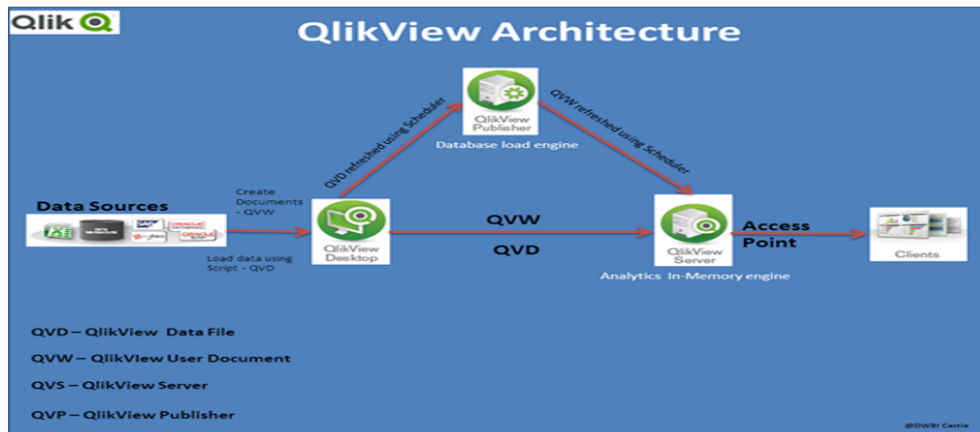 Qlik Q
QlikView Architecture
QlikView
Publisher
Database load engine
QVD refreshed using Scheduler
QVW refreshed using Scheduler
Data Sources
Create
Documents
- QVW
Load data using
Script - QVD
QlikView
Desktop
QVW
QVD
QlikView
Server
Analytics In-Memory engine
Access
Point
Clients
QVD – QlikView Data File
QVW – QlikVIew User Document
QVS – QlikView Server
QVP – QlikView Publisher
@DWBI Castle